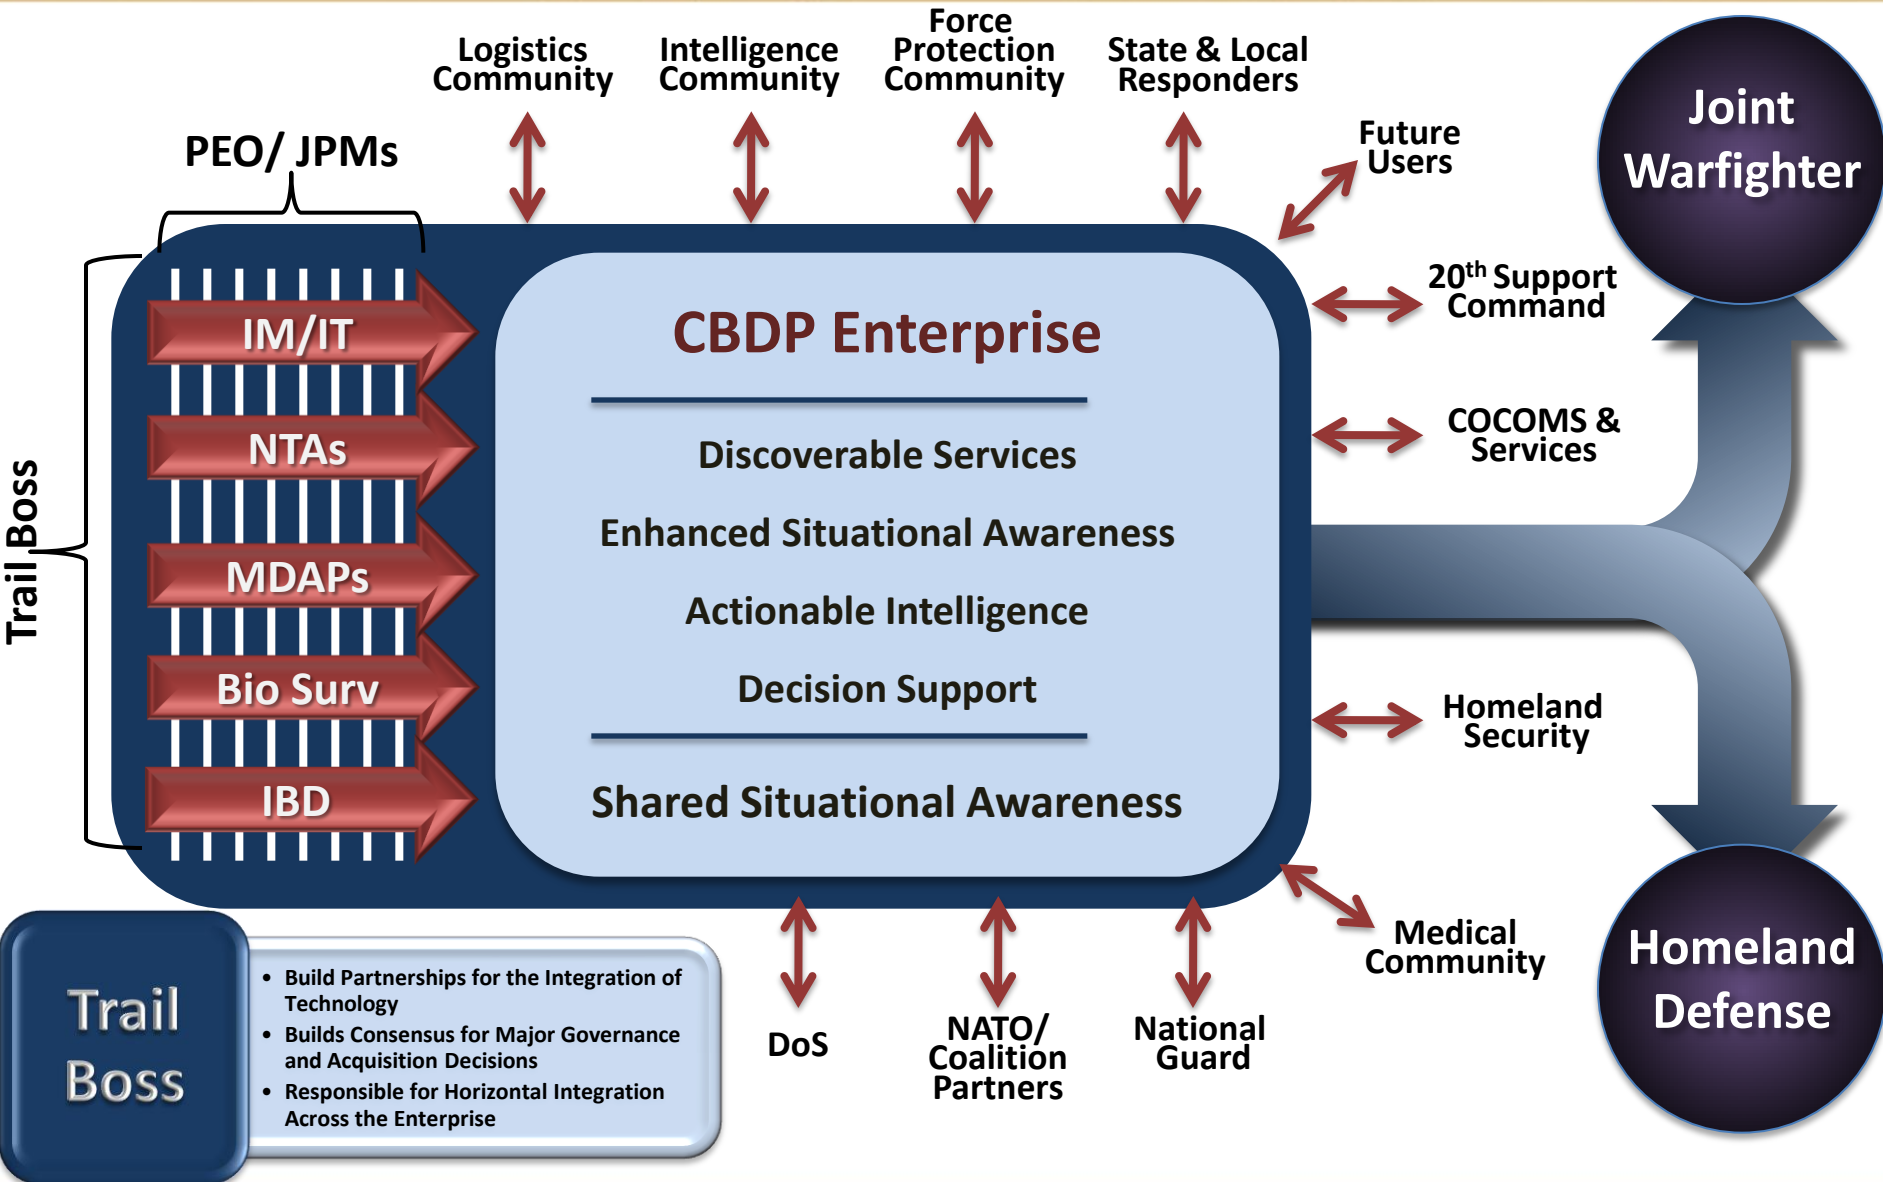 Logistics
Community
Intelligence
Community
Force
Protection
Community
State & Local
Responders
Future
Users
Joint
Warfighter
PEO/ JPMs
20th Support
Command
COCOMS &
Services
Trail Boss
IM/IT
NTAs
MDAPs
Bio Surv
IBD
CBDP Enterprise
Discoverable Services
Enhanced Situational Awareness
Actionable Intelligence
Decision Support
Shared Situational Awareness
Homeland
Security
Medical
Community
Homeland
Defense
DoS
NATO/
Coalition
Partners
National
Guard
Trail
Boss
• Build Partnerships for the Integration of
Technology
• Builds Consensus for Major Governance
and Acquisition Decisions
• Responsible for Horizontal Integration
Across the Enterprise